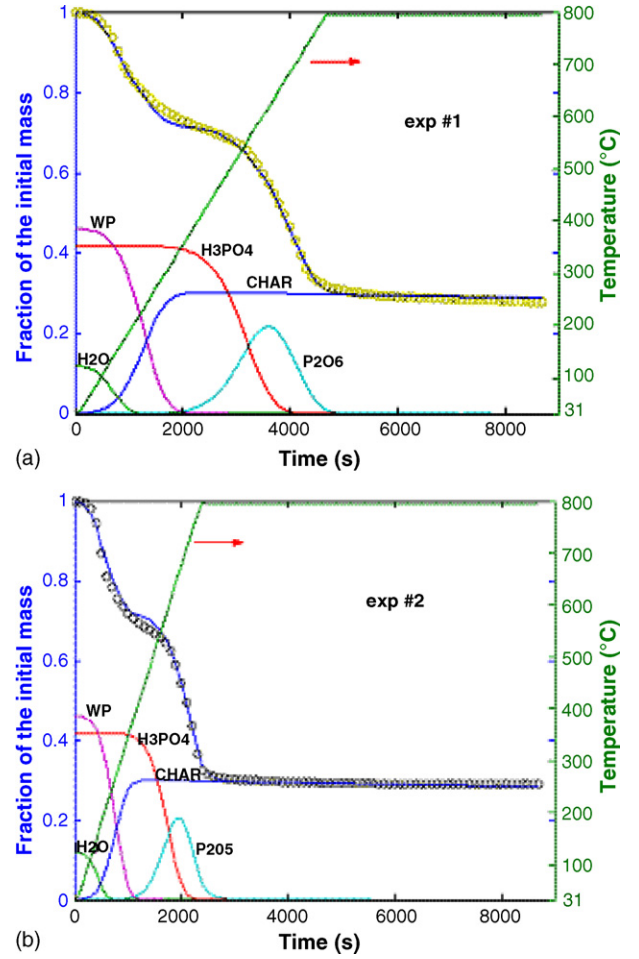 1
0.8
0.6
0.4
0.2
0
Fraction of the initial mass
800
700
600
500
400
300
200
100
31
Temperature (°C)
exp #1
WP
H3PO4
CHAR
H2O
P2O6
0
2000
4000
6000
8000
Time (s)
(a)
1
0.8
0.6
0.4
0.2
0
Fraction of the initial mass
800
700
600
500
400
300
200
100
31
Temperature (°C)
exp #2
WP
H3PO4
CHAR
H2O
P205
0
2000
4000
6000
8000
Time (s)
(b)